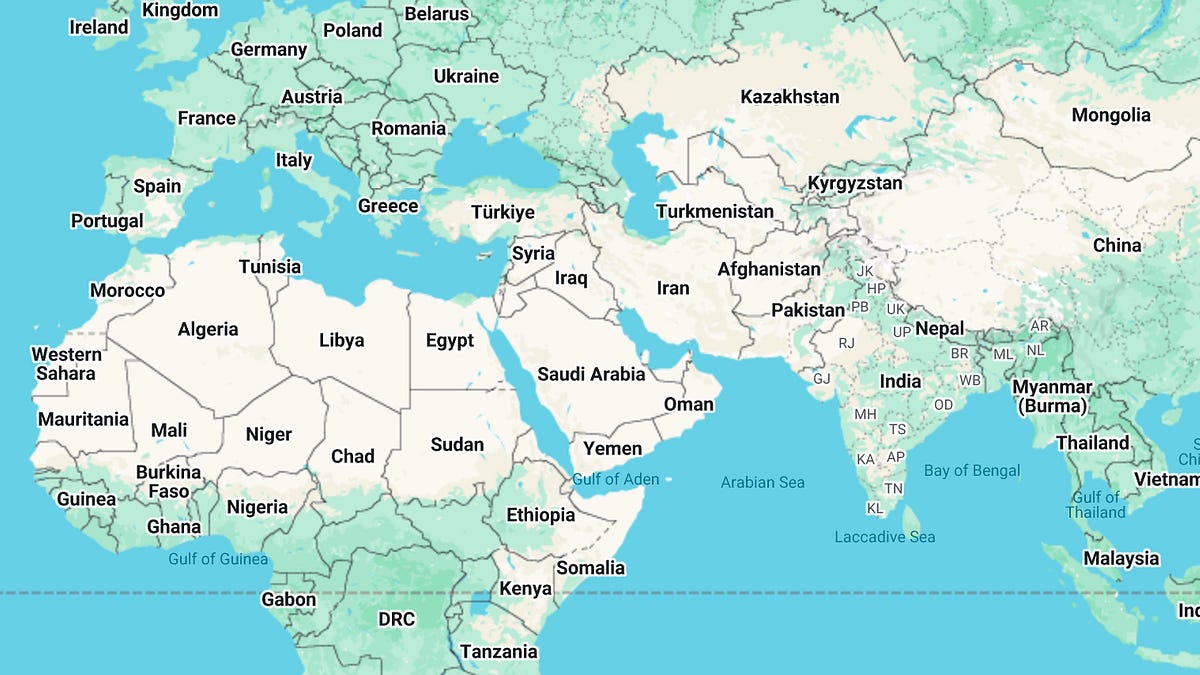 Kingdom
Ireland
Belarus
Poland
Germany
Ukraine
Austria
Kazakhstan
France
Mongolia
Romania
Italy
Spain
Kyrgyzstan
Greece
Türkiye
Turkmenistan
Portugal
China
Syria
Tunisia
Afghanistan
JK
Iraq
Iran
HP
Morocco
Pakistan
PB
UK
Algeria
Nepal
AR
UP
Libya
Egypt
RJ
NL
BR
ML
Western
Sahara
Saudi Arabia
GJ
India
WB
Myanmar
(Burma)
Oman
OD
MH
Mauritania
Mali
TS
Niger
Sudan
Yemen
Thailand
Chad
KA
AP
Bay of Bengal
Burkina
Faso
Gulf of Aden
Arabian Sea
Vietnam
TN
Guinea
Nigeria
KL
Gulf of
Thailand
Ethiopia
Ghana
Laccadive Sea
Gulf of Guinea
Malaysia
Somalia
Kenya
Gabon
DRC
Tanzania